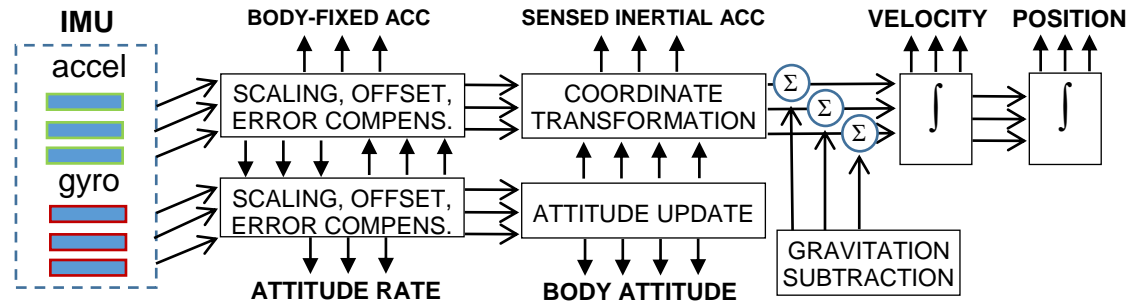 IMU
BODY-FIXED ACC
SENSED INERTIAL ACC
VELOCITY
POSITION
accel
SCALING, OFFSET,
ERROR COMPENS.
COORDINATE
TRANSFORMATION
Σ
Σ
Σ
∫
∫
gyro
SCALING, OFFSET,
ERROR COMPENS.
ATTITUDE UPDATE
GRAVITATION
SUBTRACTION
ATTITUDE RATE
BODY ATTITUDE